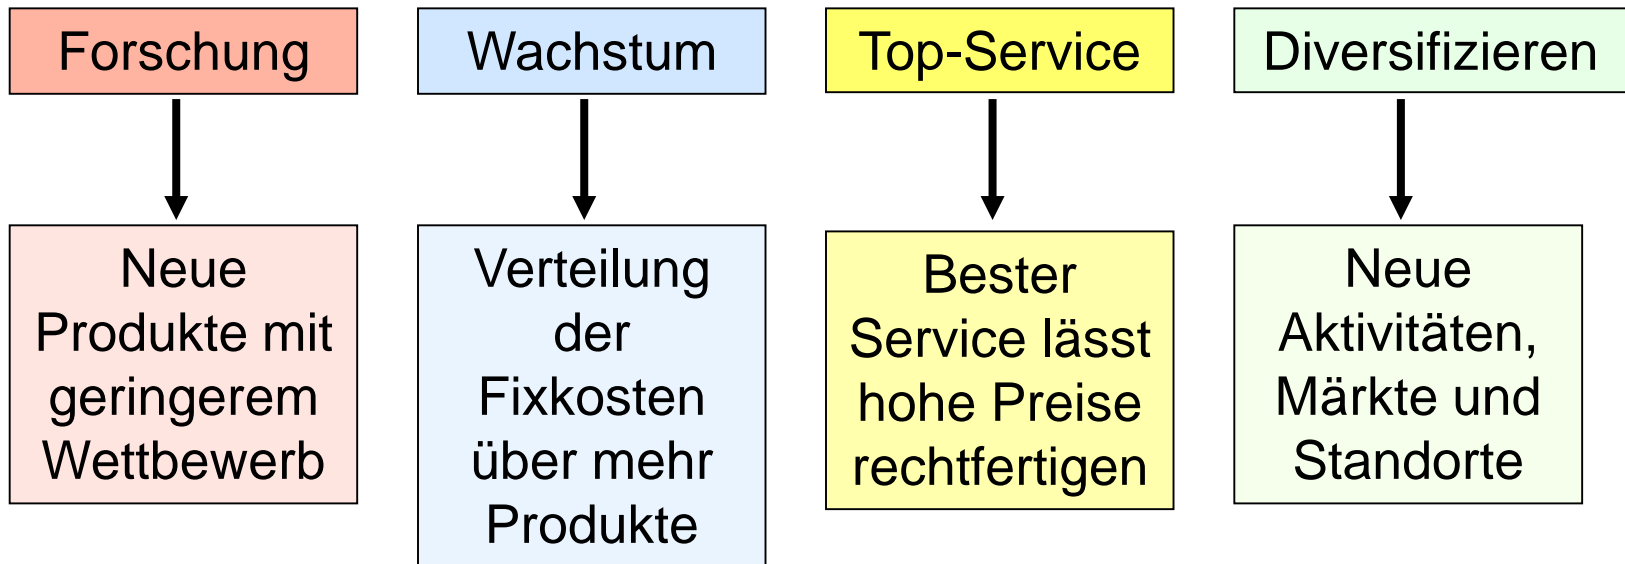 Forschung
Wachstum
Top-Service
Diversifizieren
Neue
Produkte mit
geringerem
Wettbewerb
Verteilung
der
Fixkosten
über mehr
Produkte
Bester
Service lässt
hohe Preise
rechtfertigen
Neue
Aktivitäten,
Märkte und
Standorte